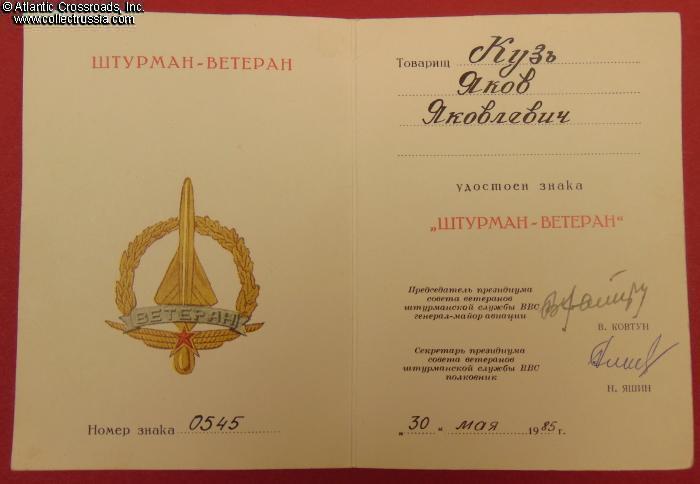 © Atlantic Crossroads, Inc.
www.collectrussia.com
ШТУРМАН-ВЕТЕРАН
ВЕТЕРАН
Номер знака 0545
Товарищ Кузь
Яков
Яковлевич
удостоен знака
„ШТУРМАН-ВЕТЕРАН“
Председатель президиума
совета ветеранов
штурманской службы ВВС
генерал-майор авиации
В. КОВТУН
Секретарь президиума
совета ветеранов
штурманской службы ВВС
полковник
Н. ЯШИН
„30“ мая 1985 г.